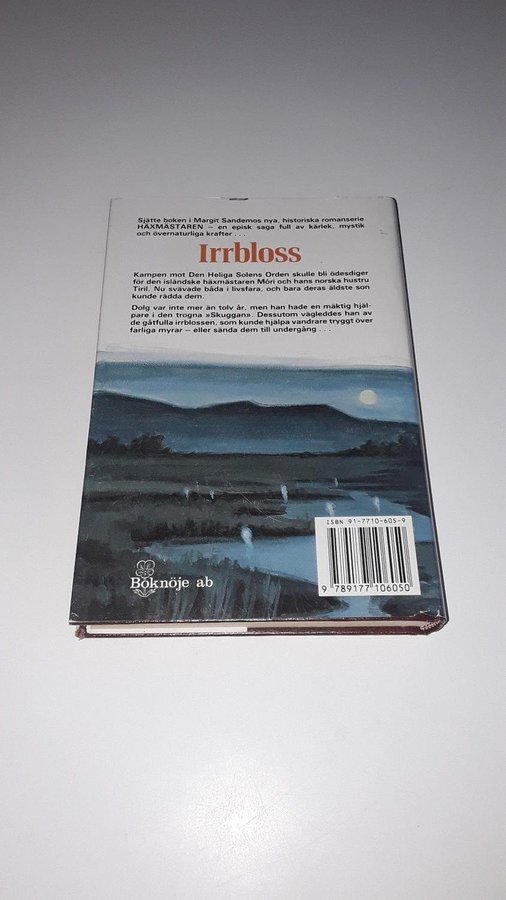 Sjätte boken i Margit Sandemos nya, historiska romanserie
HÄXMÄSTAREN – en episk saga full av kärlek, mystik
och övernaturliga krafter . . .
Irrbloss
Kampen mot Den Heliga Solens Orden skulle bli ödesdiger
för den isländske häxmästaren Móri och hans norska hustru
Tiril. Nu svävade båda i livsfara, och bara deras äldste son
kunde rädda dem.
Dolg var inte mer än tolv år, men han hade en mäktig hjäl-
pare i den trogna »Skuggan». Dessutom vägleddes han av
de gåtfulla irrblossen, som kunde hjälpa vandrare tryggt över
farliga myrar – eller sända dem till undergång . . .
ISBN 91-7710-605-9
9 789177 106050
Boknöje ab